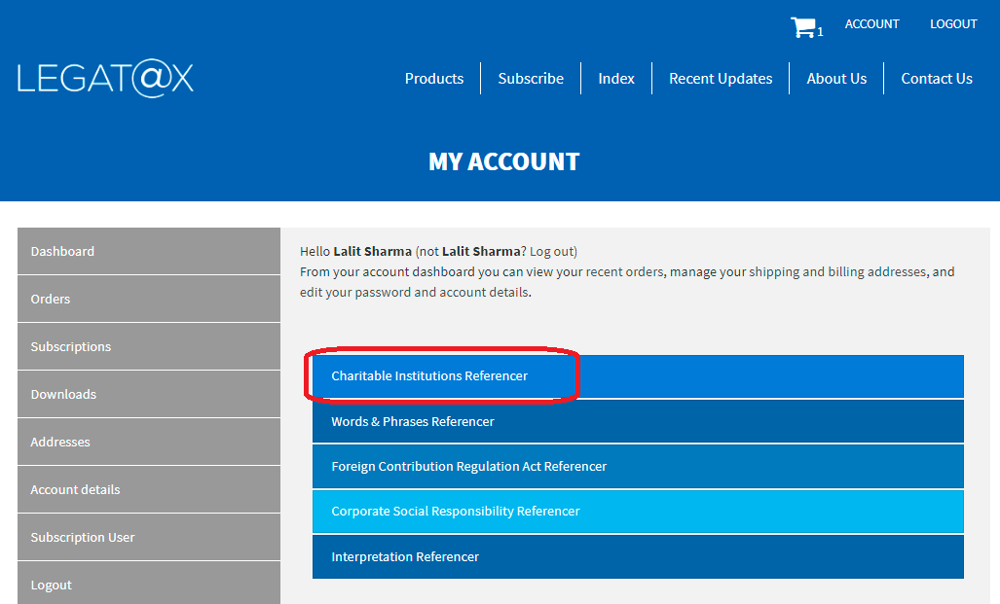 1 ACCOUNT LOGOUT
LEGAT@X
Products Subscribe Index Recent Updates About Us Contact Us
MY ACCOUNT
Dashboard
Orders
Subscriptions
Downloads
Addresses
Account details
Subscription User
Logout
Hello Lalit Sharma (not Lalit Sharma? Log out)
From your account dashboard you can view your recent orders, manage your shipping and billing addresses, and
edit your password and account details.
Charitable Institutions Referencer
Words & Phrases Referencer
Foreign Contribution Regulation Act Referencer
Corporate Social Responsibility Referencer
Interpretation Referencer